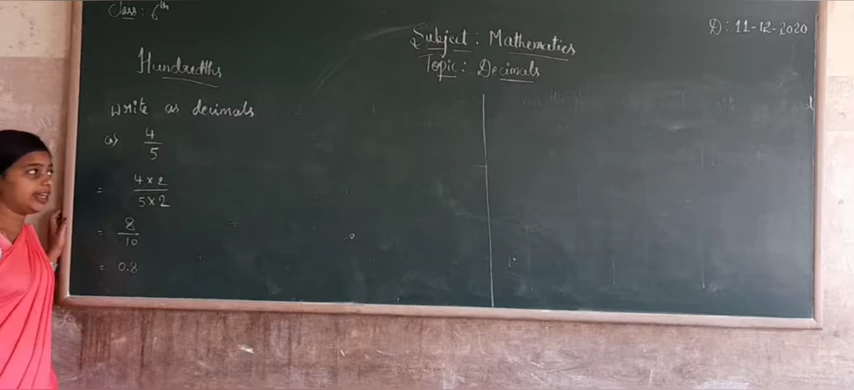 Class: 6th
Subject: Mathematics
D: 11-12-2020
Topic: Decimals
Hundredths
Write as decimals
a) 4/5
= 4×2/5×2
= 8/10
= 0.8